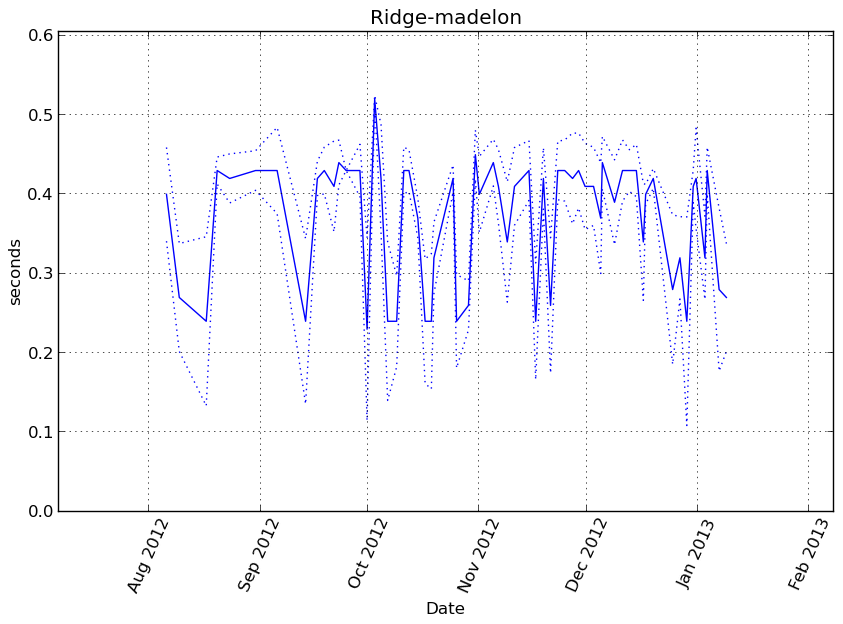 Ridge-madelon
0.6
0.5
0.4
0.3
0.2
0.1
0.0
seconds
Aug 2012
Sep 2012
Oct 2012
Nov 2012
Dec 2012
Jan 2013
Feb 2013
Date